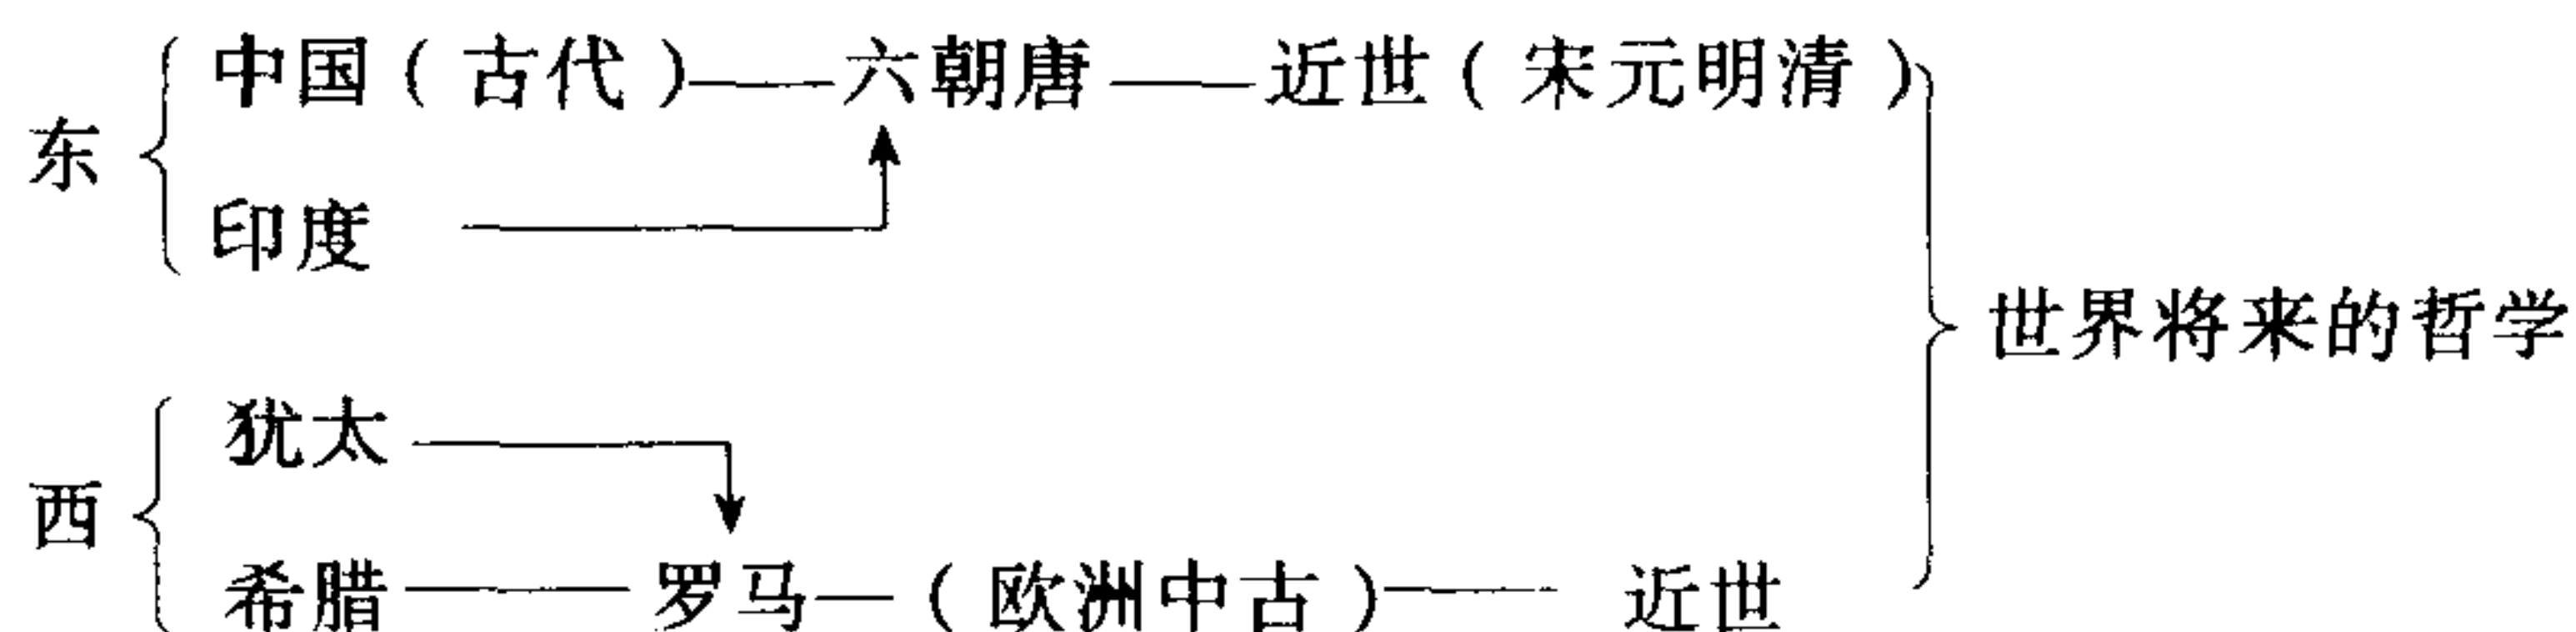 中国(古代)——六朝唐——近世(宋元明清)
东
印度
世界将来的哲学
犹太
西
希腊——罗马—(欧洲中古)——近世